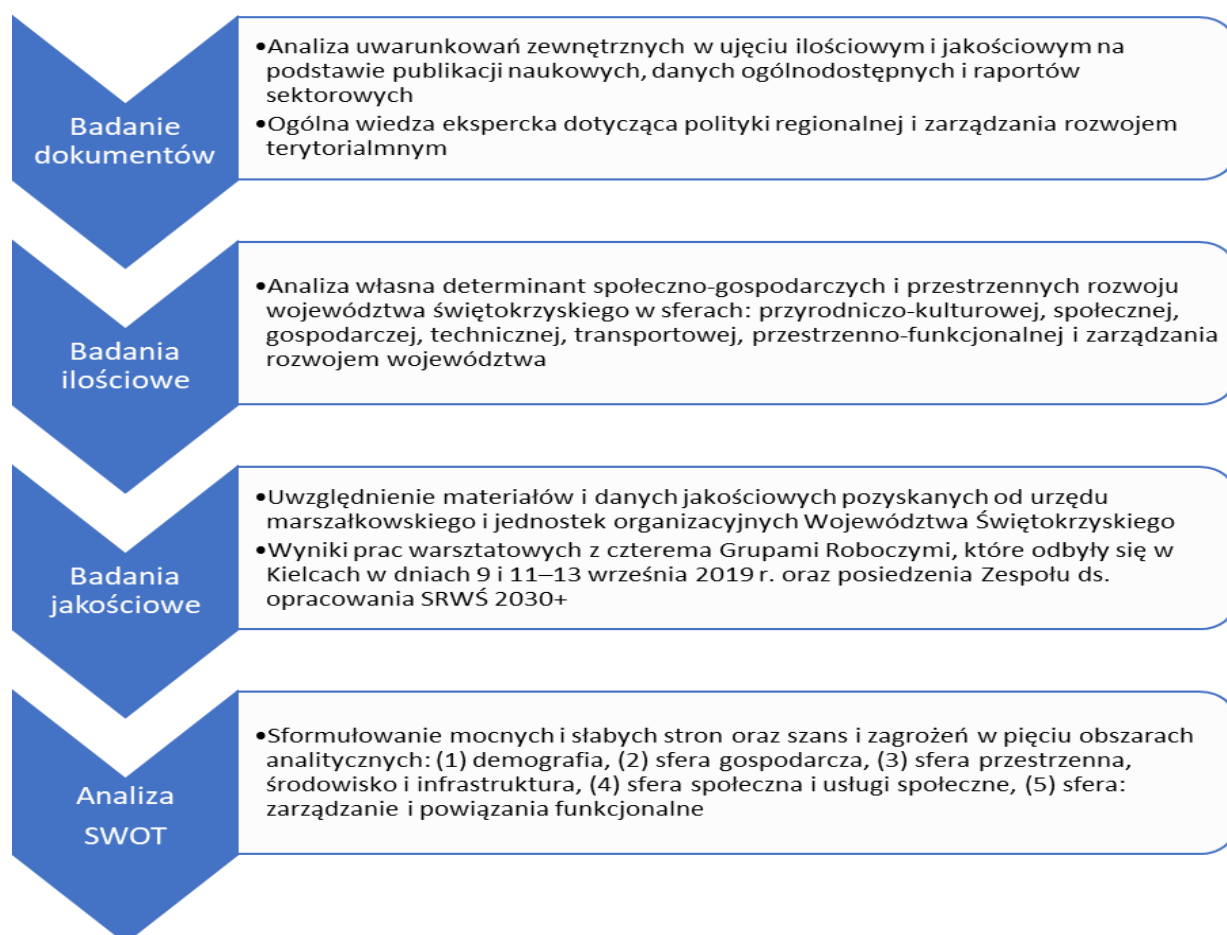 Badanie
dokumentów
•Analiza uwarunkowań zewnętrznych w ujęciu ilościowym i jakościowym na
podstawie publikacji naukowych, danych ogólnodostępnych i raportów
sektorowych
•Ogólna wiedza ekspercka dotycząca polityki regionalnej i zarządzania rozwojem
terytorialmnym
Badania
ilościowe
•Analiza własna determinant społeczno-gospodarczych i przestrzennych rozwoju
województwa świętokrzyskiego w sferach: przyrodniczo-kulturowej, społecznej,
gospodarczej, technicznej, transportowej, przestrzenno-funkcjonalnej i zarządzania
rozwojem województwa
Badania
jakościowe
•Uwzględnienie materiałów i danych jakościowych pozyskanych od urzędu
marszałkowskiego i jednostek organizacyjnych Województwa Świętokrzyskiego
•Wyniki prac warsztatowych z czterema Grupami Roboczymi, które odbyły się w
Kielcach w dniach 9 i 11–13 września 2019 r. oraz posiedzenia Zespołu ds.
opracowania SRWŚ 2030+
Analiza
SWOT
•Sformułowanie mocnych i słabych stron oraz szans i zagrożeń w pięciu obszarach
analitycznych: (1) demografia, (2) sfera gospodarcza, (3) sfera przestrzenna,
środowisko i infrastruktura, (4) sfera społeczna i usługi społeczne, (5) sfera:
zarządzanie i powiązania funkcjonalne